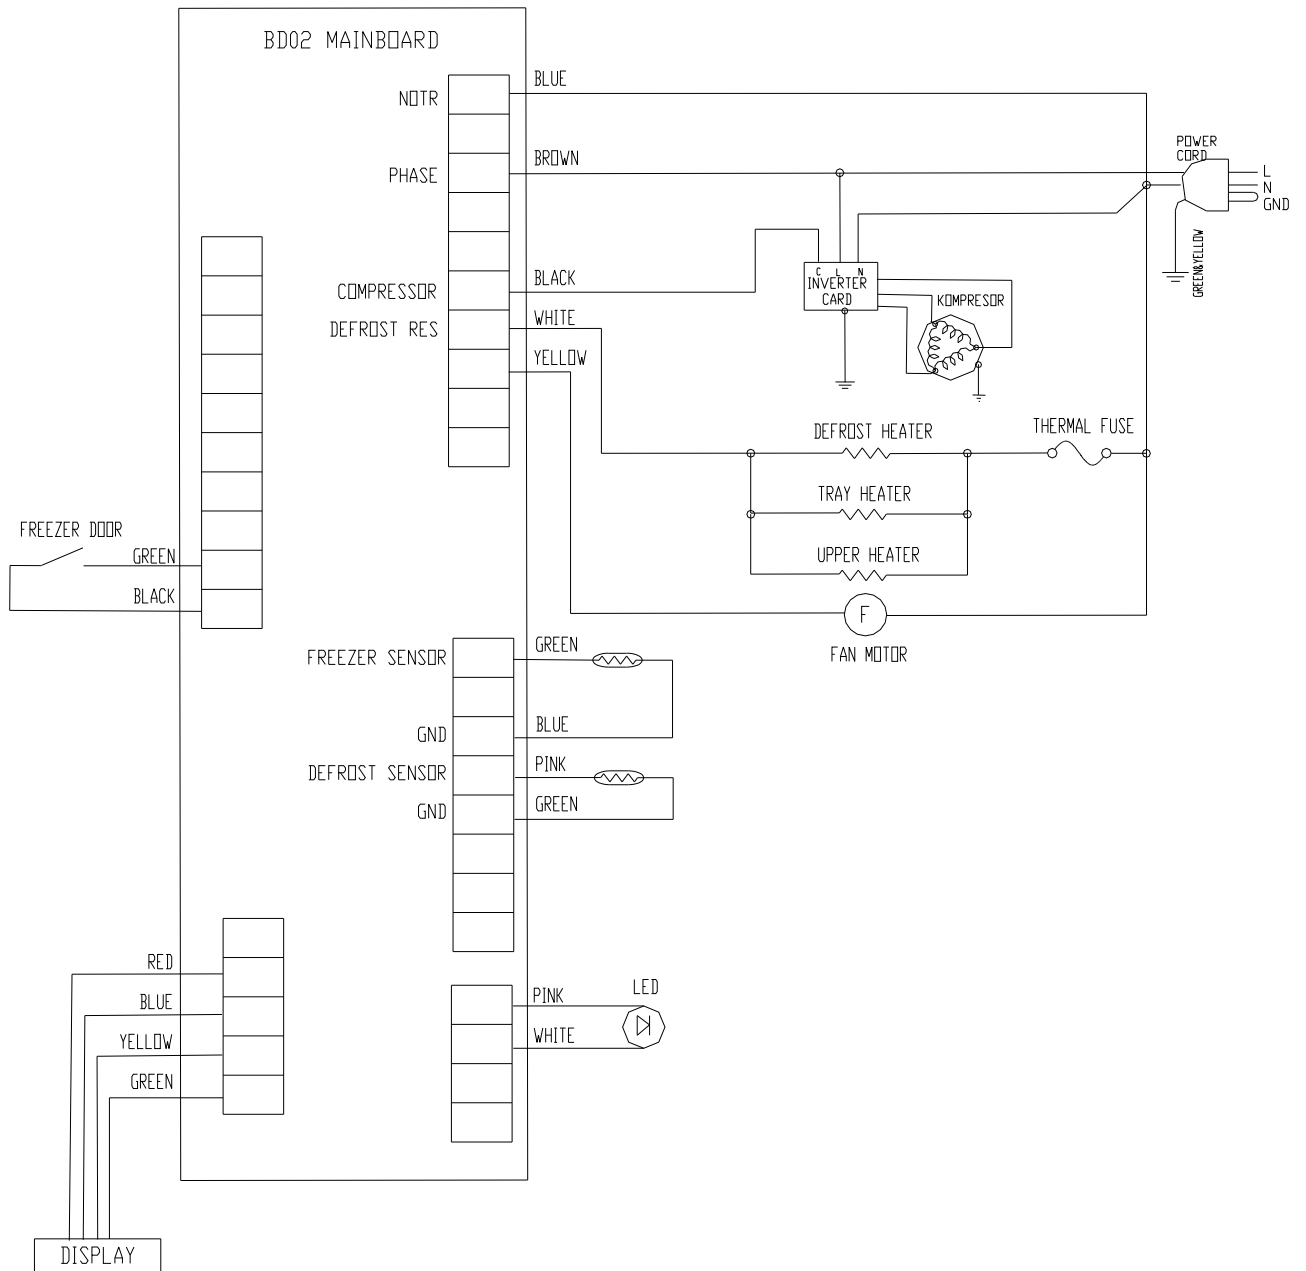 BD02 MAINBOARD
BLUE
NOTR
BROWN
PHASE
POWER
CORD
L
N
GND
GREEN&YELLOW
BLACK
COMPRESSOR
C L N
INVERTER
CARD
KOMPRESOR
WHITE
DEFROST RES
YELLOW
DEFROST HEATER
THERMAL FUSE
TRAY HEATER
UPPER HEATER
FREEZER DOOR
GREEN
BLACK
F
FAN MOTOR
GREEN
FREEZER SENSOR
BLUE
GND
PINK
DEFROST SENSOR
GREEN
GND
RED
BLUE
YELLOW
GREEN
LED
PINK
WHITE
DISPLAY